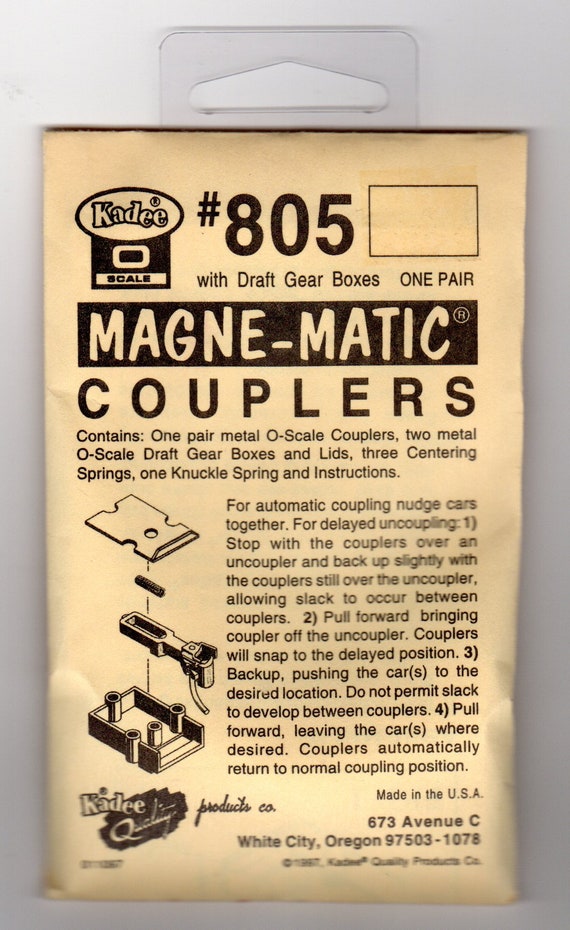 Kadee®
O
SCALE
#805
with Draft Gear Boxes ONE PAIR
MAGNE-MATIC®
COUPLERS
Contains: One pair metal O-Scale Couplers, two metal
O-Scale Draft Gear Boxes and Lids, three Centering
Springs, one Knuckle Spring and Instructions.
For automatic coupling nudge cars
together. For delayed uncoupling: 1)
Stop with the couplers over an
uncoupler and back up slightly with
the couplers still over the uncoupler,
allowing slack to occur between
couplers. 2) Pull forward bringing
coupler off the uncoupler. Couplers
will snap to the delayed position. 3)
Backup, pushing the car(s) to the
desired location. Do not permit slack
to develop between couplers. 4) Pull
forward, leaving the car(s) where
desired. Couplers automatically
return to normal coupling position.
Kadee®
Quality
products co.
Made in the U.S.A.
673 Avenue C
White City, Oregon 97503-1078
©1997, Kadee® Quality Products Co.